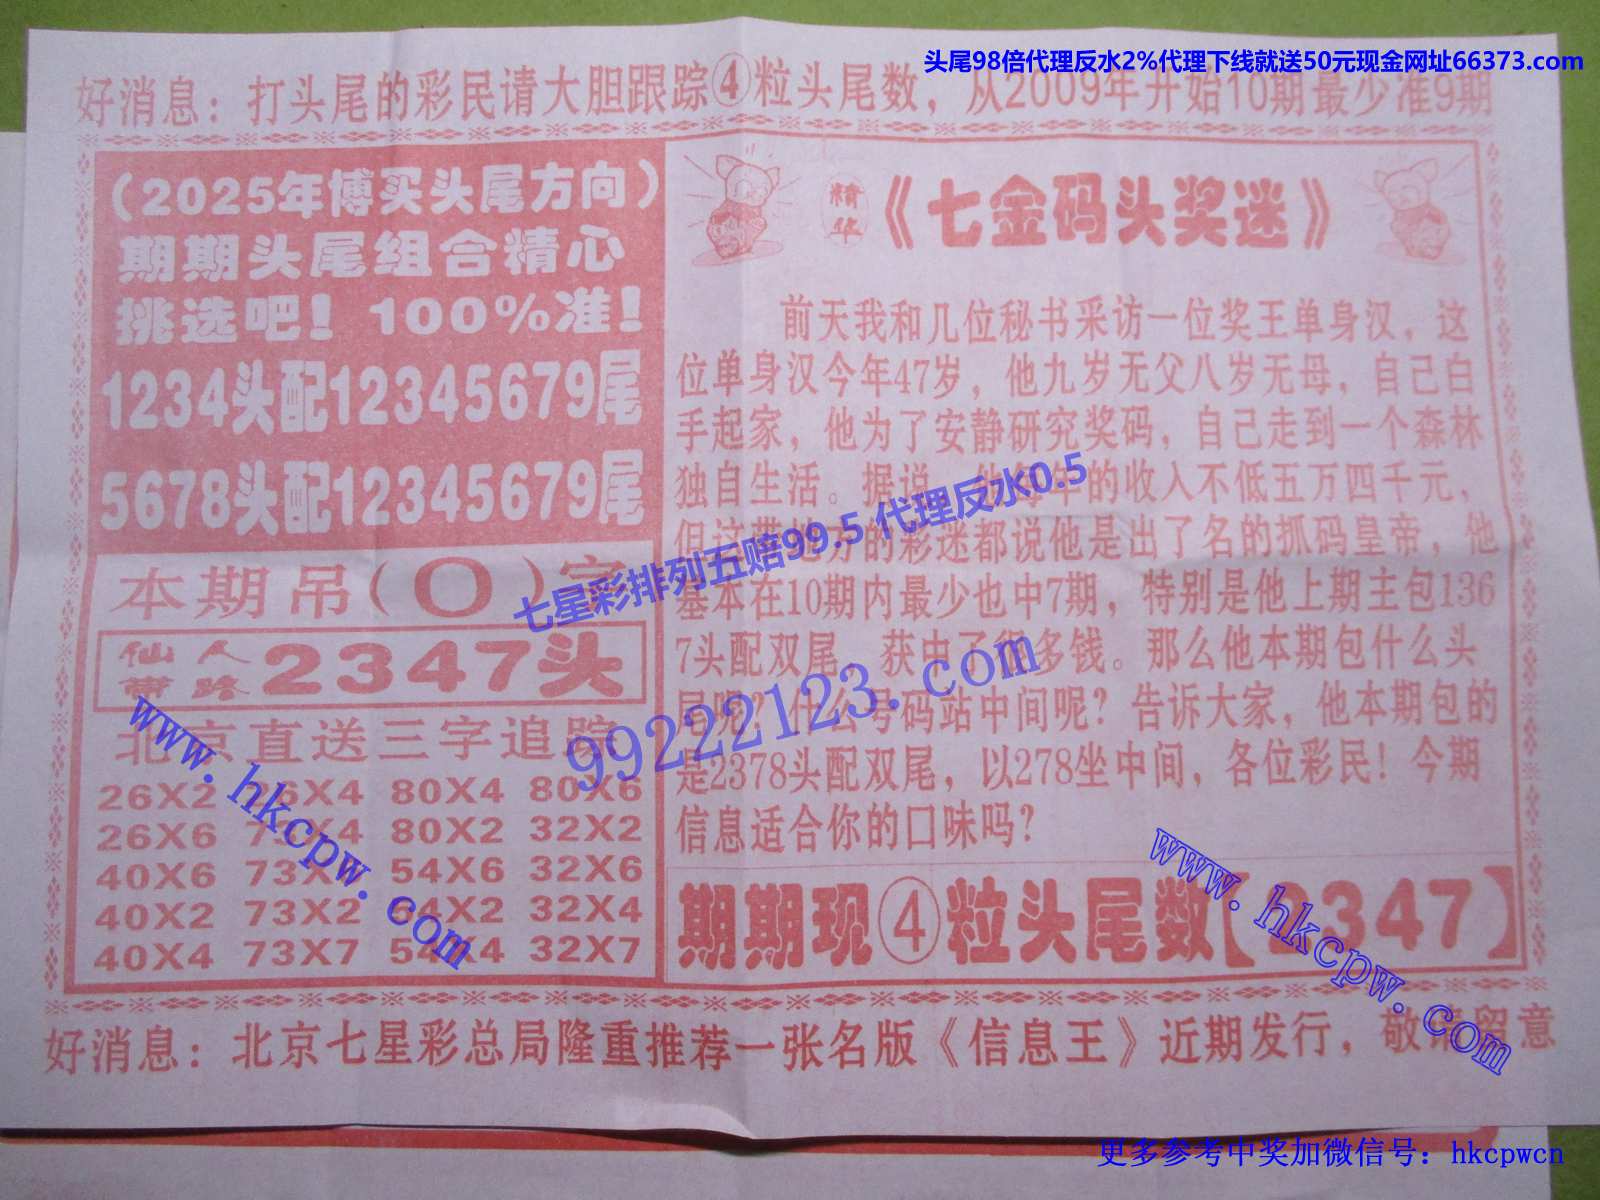 头尾98倍代理反水2%代理下线就送50元现金网址66373.com
好消息：打头尾的彩民请大胆跟踪④粒头尾数，从2009年开始10期最少准9期
（2025年博买头尾方向）
期期头尾组合精心
挑选吧！100%准！
1234头配12345679尾
5678头配12345679尾
本期吊（O）字
仙人
带路
2347头
北京直送三字追踪
26X2 26X4 80X4 80X6
26X6 73X4 80X2 32X2
40X6 73X 54X6 32X6
40X2 73X2 54X2 32X4
40X4 73X7 54X4 32X7
精华
《七金码头奖迷》
前天我和几位秘书采访一位奖王单身汉，这
位单身汉今年47岁，他九岁无父八岁无母，自己白
手起家，他为了安静研究奖码，自己走到一个森林
独自生活。据说，他每年的收入不低五万四千元，
但这带地方的彩迷都说他是出了名的抓码皇帝，他
基本在10期内最少也中7期，特别是他上期主包136
7头配双尾，获中了很多钱。那么他本期包什么头
尾呢？什么号码站中间呢？告诉大家，他本期包的
是2378头配双尾，以278坐中间，各位彩民！今期
信息适合你的口味吗？
期期现④粒头尾数【2347】
好消息：北京七星彩总局隆重推荐一张名版《信息王》近期发行，敬请留意
七星彩排列五赔99.5 代理反水0.5
99222123.com
www.hkcpw.com
www.hkcpw.com
更多参考中奖加微信号：hkcpwcn